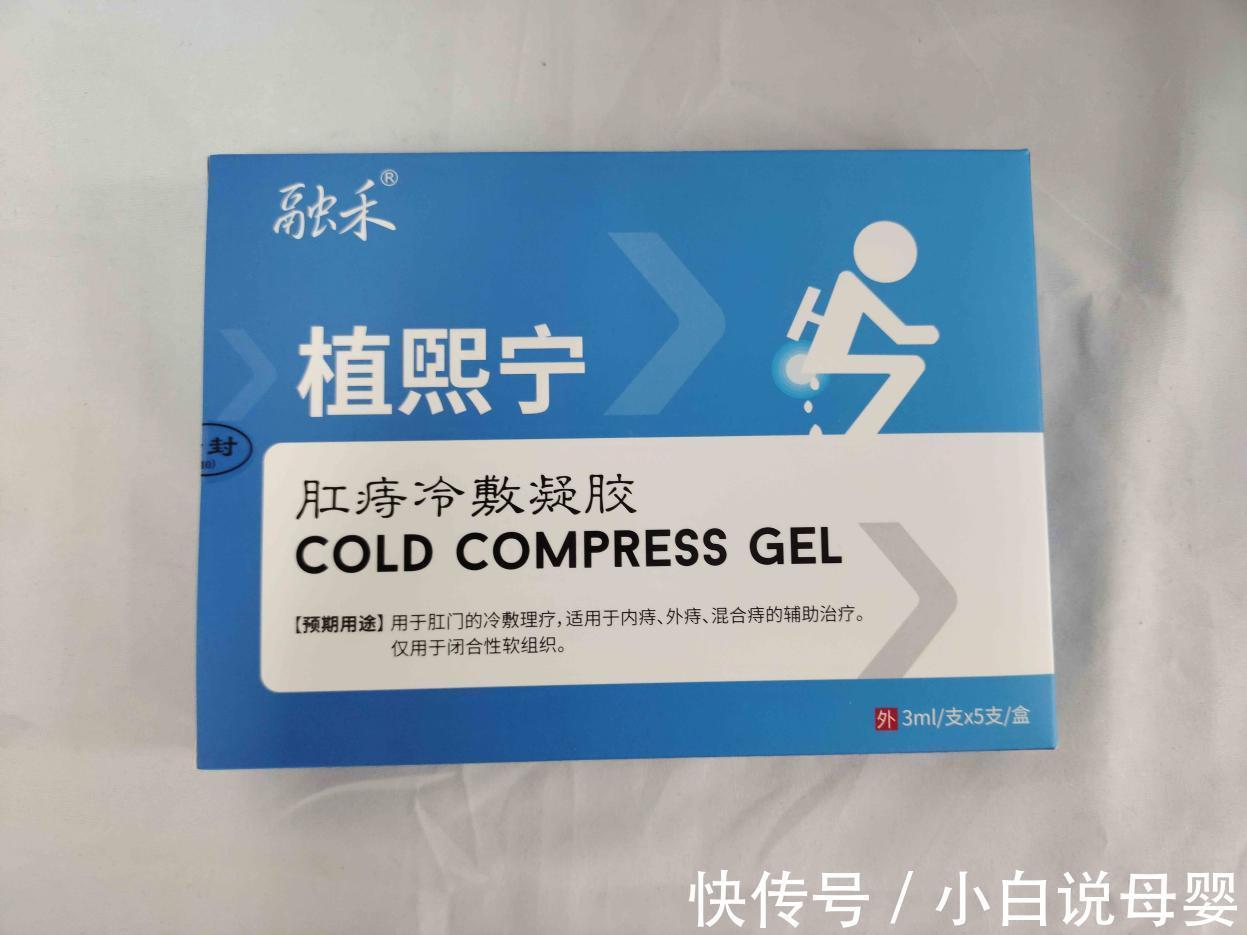 融禾®
植熙宁
封
肛痔冷敷凝胶
COLD COMPRESS GEL
【预期用途】用于肛门的冷敷理疗,适用于内痔、外痔、混合痔的辅助治疗。
仅用于闭合性软组织。
外 3ml/支x5支/盒
快传号 / 小白说母婴